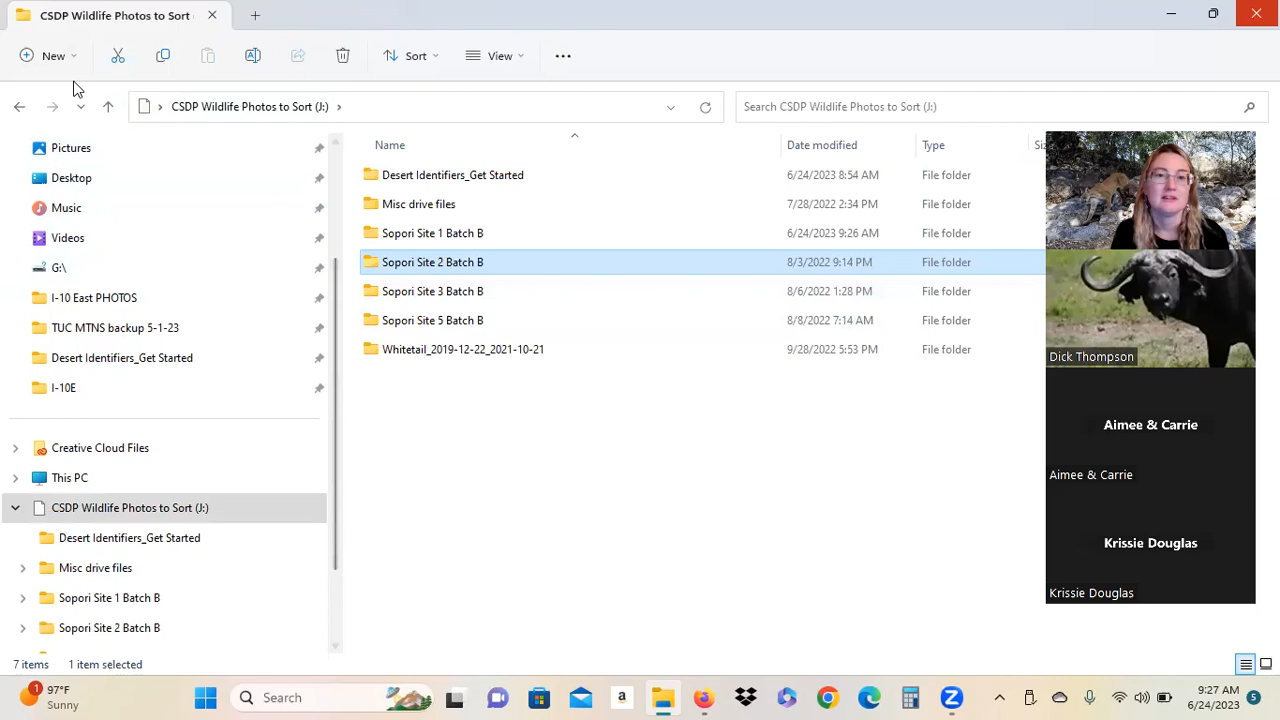 CSDP Wildlife Photos to Sort
New
Sort
View
CSDP Wildlife Photos to Sort (J:)
Search CSDP Wildlife Photos to Sort (J:)
Pictures
Desktop
Music
Videos
G:\
I-10 East PHOTOS
TUC MTNS backup 5-1-23
Desert Identifiers_Get Started
I-10E
Creative Cloud Files
This PC
CSDP Wildlife Photos to Sort (J:)
Desert Identifiers_Get Started
Misc drive files
Sopori Site 1 Batch B
Sopori Site 2 Batch B
Name Date modified Type
Desert Identifiers_Get Started 6/24/2023 8:54 AM File folder
Misc drive files 7/28/2022 2:34 PM File folder
Sopori Site 1 Batch B 6/24/2023 9:26 AM File folder
Sopori Site 2 Batch B 8/3/2022 9:14 PM File folder
Sopori Site 3 Batch B 8/6/2022 1:28 PM File folder
Sopori Site 5 Batch B 8/8/2022 7:14 AM File folder
Whitetail_2019-12-22_2021-10-21 9/28/2022 5:53 PM File folder
Dick Thompson
Aimee & Carrie
Aimee & Carrie
Krissie Douglas
Krissie Douglas
7 items 1 item selected
1
97°F
Sunny
Search
a
9:27 AM
6/24/2023
5